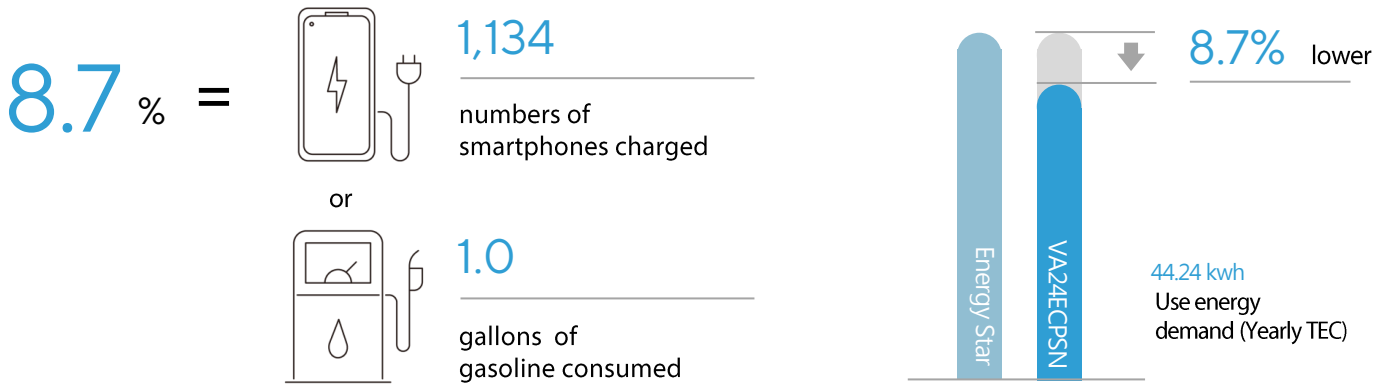 8.7 % =
1,134
numbers of
smartphones charged
or
1.0
gallons of
gasoline consumed
Energy Star
VA24ECPSN
8.7% lower
44.24 kwh
Use energy
demand (Yearly TEC)